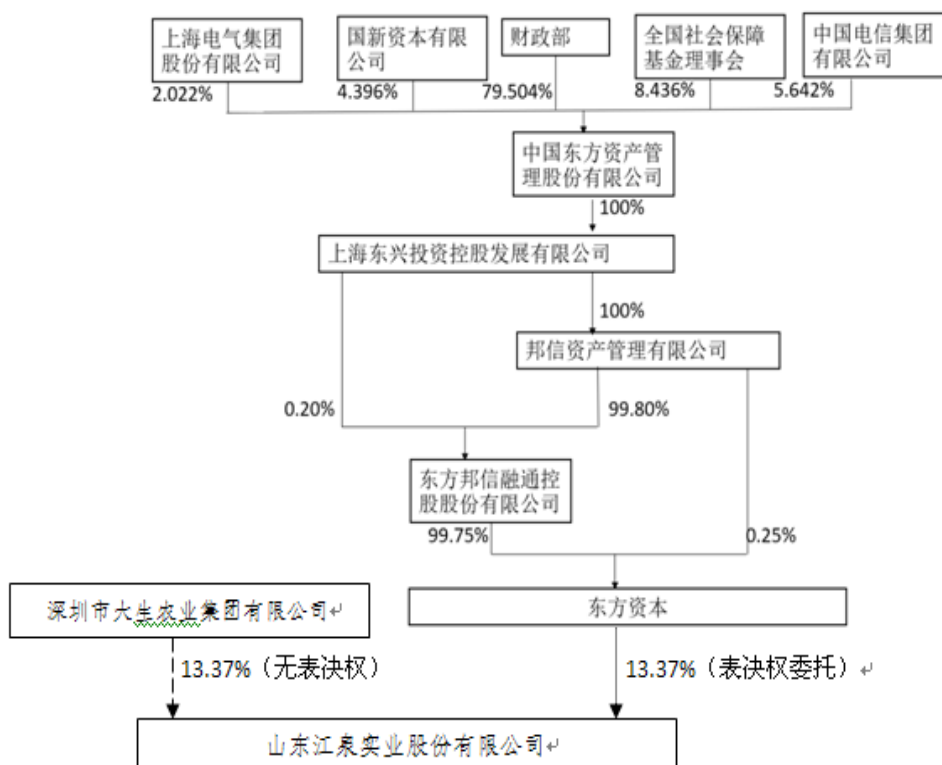 上海电气集团
股份有限公司
国新资本有限
公司
财政部
全国社会保障
基金理事会
中国电信集团
有限公司
2.022%
4.396%
79.504%
8.436%
5.642%
中国东方资产管
理股份有限公司
100%
上海东兴投资控股发展有限公司
100%
邦信资产管理有限公司
0.20%
99.80%
东方邦信融通控
股股份有限公司
99.75%
0.25%
深圳市大生农业集团有限公司
东方资本
13.37%（无表决权）
13.37%（表决权委托）
山东江泉实业股份有限公司